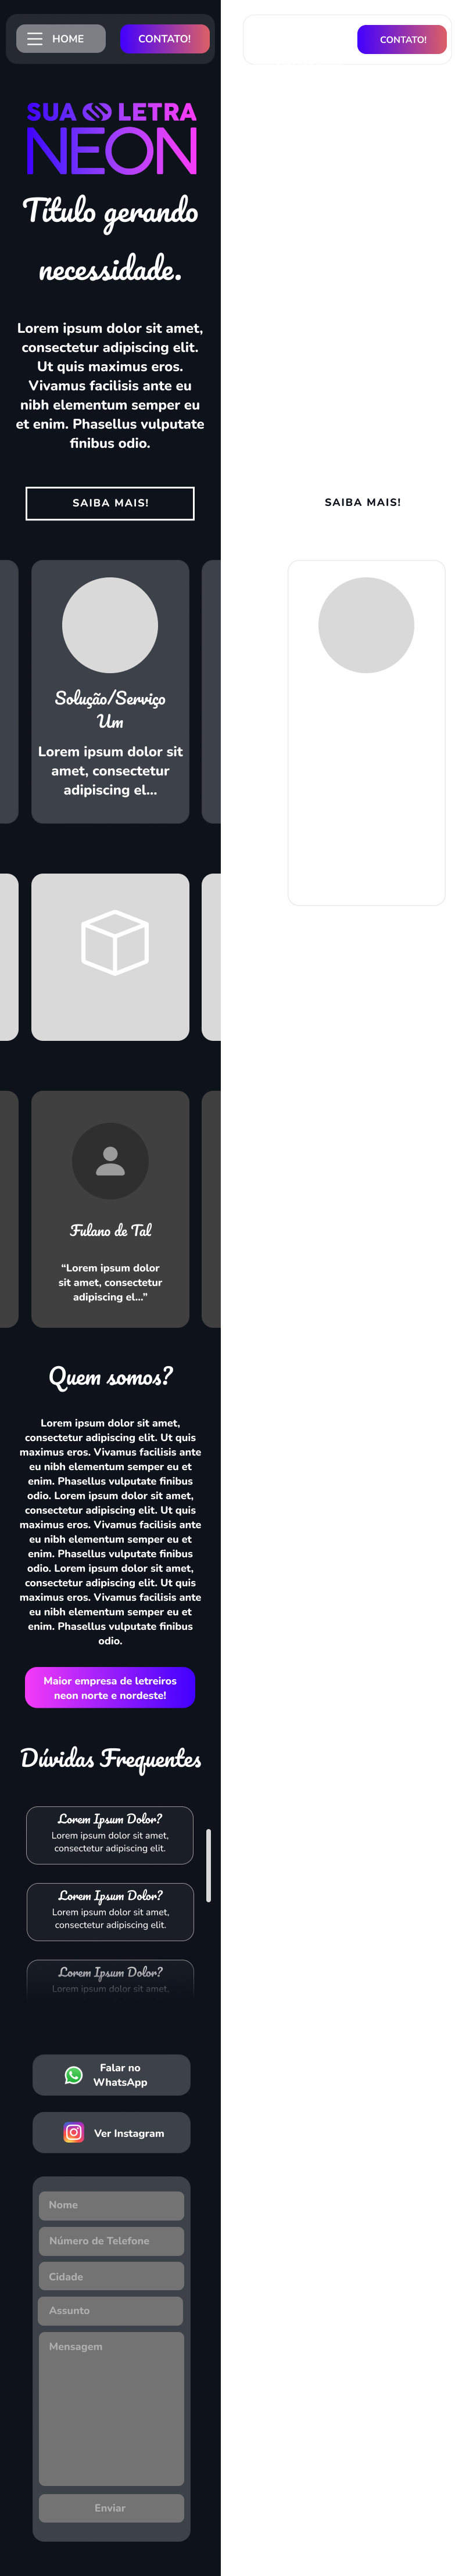 HOME
CONTATO!
CONTATO!
SUA LETRA
NEON
Título gerando
necessidade.
Lorem ipsum dolor sit amet,
consectetur adipiscing elit.
Ut quis maximus eros.
Vivamus facilisis ante eu
nibh elementum semper eu
et enim. Phasellus vulputate
finibus odio.
SAIBA MAIS!
SAIBA MAIS!
Solução/Serviço
Um
Lorem ipsum dolor sit
amet, consectetur
adipiscing el...
Fulano de Tal
“Lorem ipsum dolor
sit amet, consectetur
adipiscing el...”
Quem somos?
Lorem ipsum dolor sit amet,
consectetur adipiscing elit. Ut quis
maximus eros. Vivamus facilisis ante
eu nibh elementum semper eu et
enim. Phasellus vulputate finibus
odio. Lorem ipsum dolor sit amet,
consectetur adipiscing elit. Ut quis
maximus eros. Vivamus facilisis ante
eu nibh elementum semper eu et
enim. Phasellus vulputate finibus
odio. Lorem ipsum dolor sit amet,
consectetur adipiscing elit. Ut quis
maximus eros. Vivamus facilisis ante
eu nibh elementum semper eu et
enim. Phasellus vulputate finibus
odio.
Maior empresa de letreiros
neon norte e nordeste!
Dúvidas Frequentes
Lorem Ipsum Dolor?
Lorem ipsum dolor sit amet,
consectetur adipiscing elit.
Lorem Ipsum Dolor?
Lorem ipsum dolor sit amet,
consectetur adipiscing elit.
Lorem Ipsum Dolor?
Lorem ipsum dolor sit amet,
Falar no
WhatsApp
Ver Instagram
Nome
Número de Telefone
Cidade
Assunto
Mensagem
Enviar